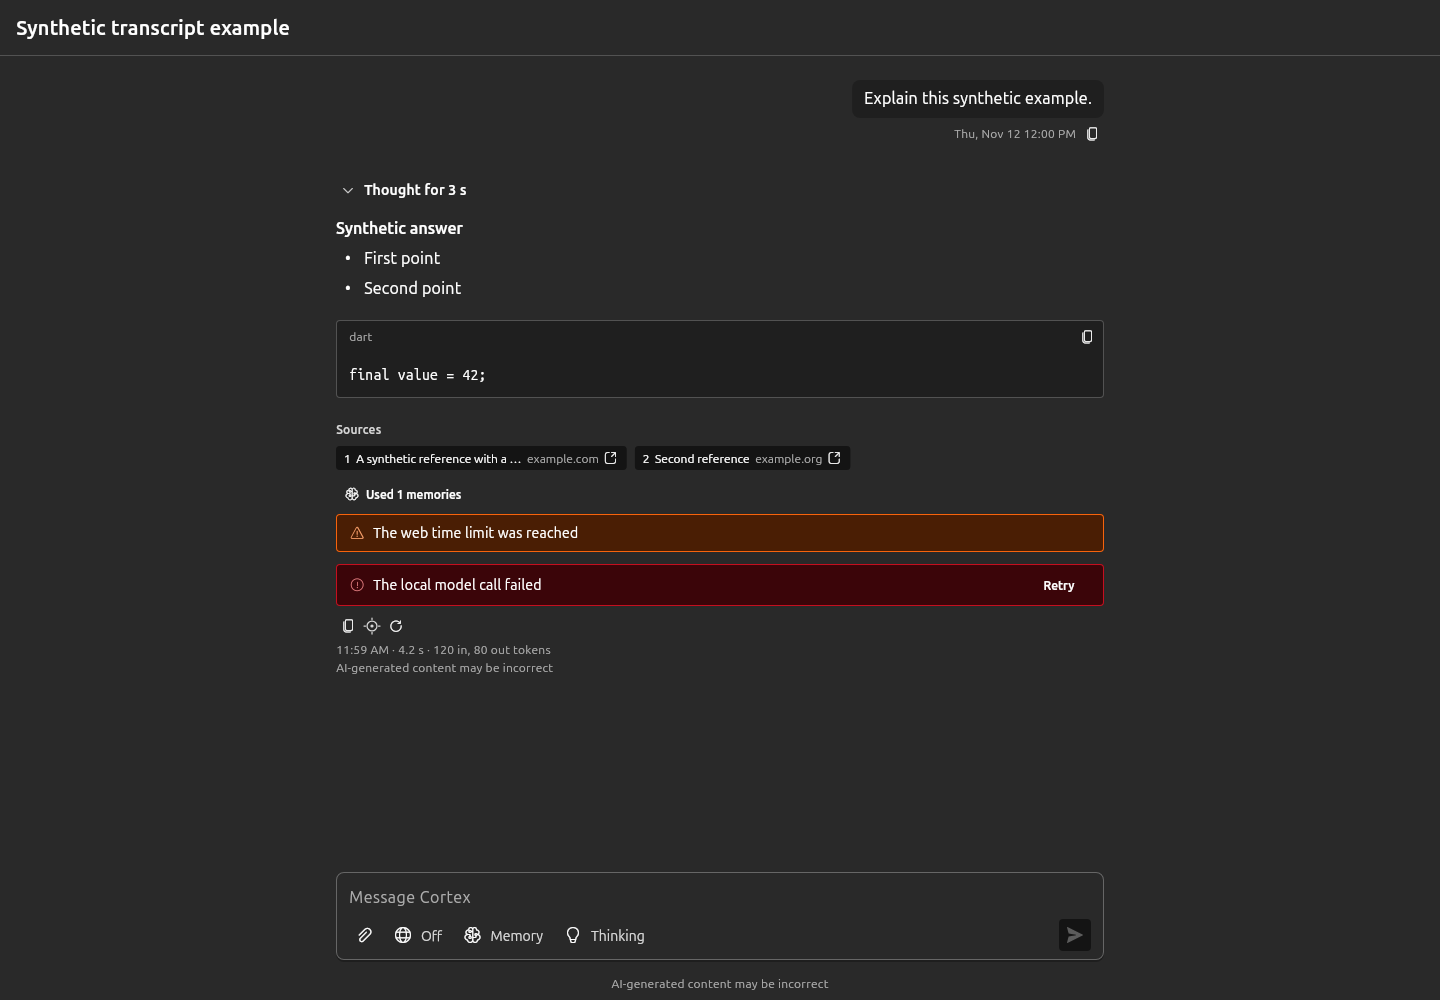 Synthetic transcript example
Explain this synthetic example.
Thu, Nov 12 12:00 PM
Thought for 3 s
Synthetic answer
• First point
• Second point
dart
final value = 42;
Sources
1 A synthetic reference with a … example.com
2 Second reference example.org
Used 1 memories
The web time limit was reached
The local model call failed
Retry
11:59 AM · 4.2 s · 120 in, 80 out tokens
AI-generated content may be incorrect
Message Cortex
Off Memory Thinking
AI-generated content may be incorrect